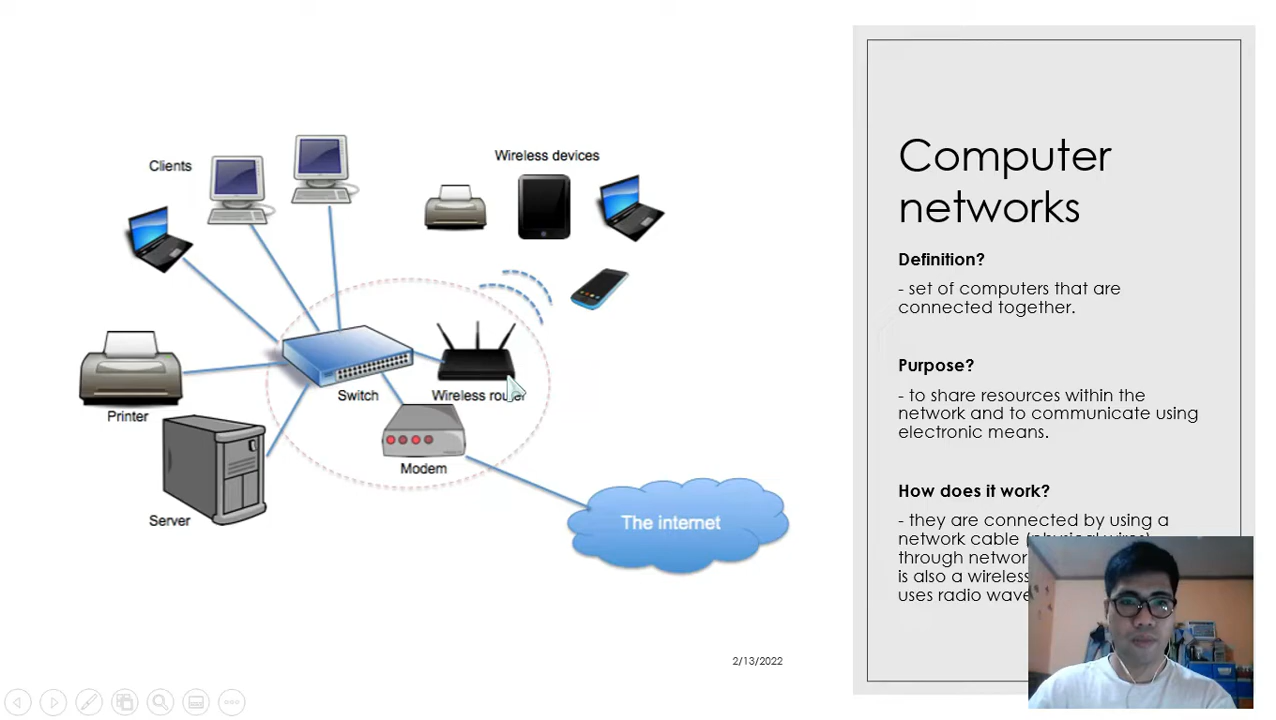 Clients
Wireless devices
Switch
Wireless router
Printer
Modem
Server
The internet
2/13/2022
Computer
networks
Definition?
- set of computers that are
connected together.
Purpose?
- to share resources within the
network and to communicate using
electronic means.
How does it work?
- they are connected by using a
network cable (physical wires)
through networ
is also a wireless
uses radio wave